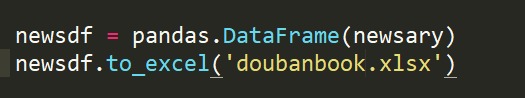 newsdf = pandas.DataFrame(newsary)
newsdf.to_excel('doubanbook.xlsx')